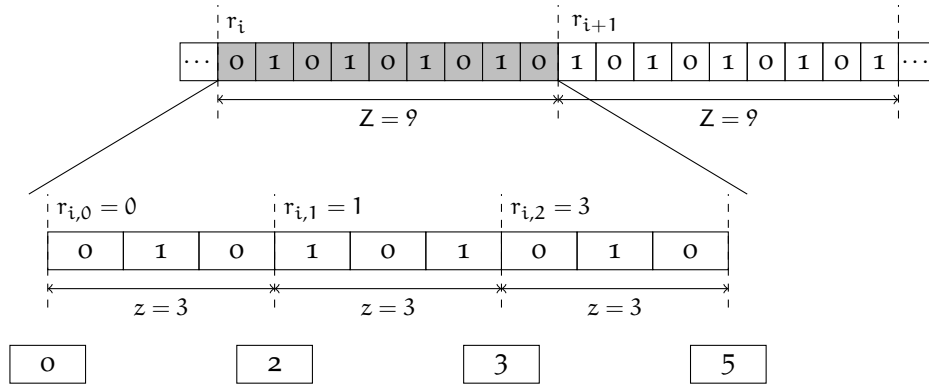 r_i r_{i+1}
... 0 1 0 1 0 1 0 1 0 1 0 1 0 1 0 1 0 1 ...
Z = 9 Z = 9
r_{i,0} = 0 r_{i,1} = 1 r_{i,2} = 3
0 1 0 1 0 1 0 1 0
z = 3 z = 3 z = 3
0 2 3 5